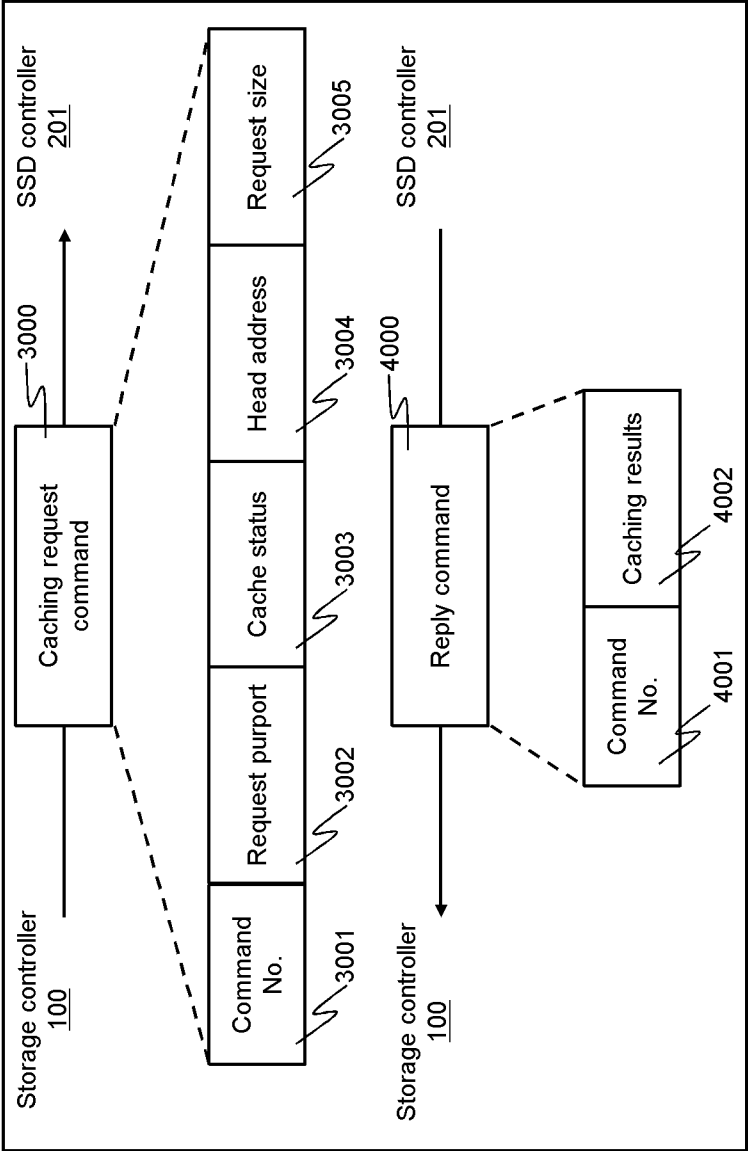 Storage controller
100
Caching request
command
3000
SSD controller
201
Command
No.
3001
Request purport
3002
Cache status
3003
Head address
3004
Request size
3005
Storage controller
100
Reply command
4000
SSD controller
201
Command
No.
4001
Caching results
4002